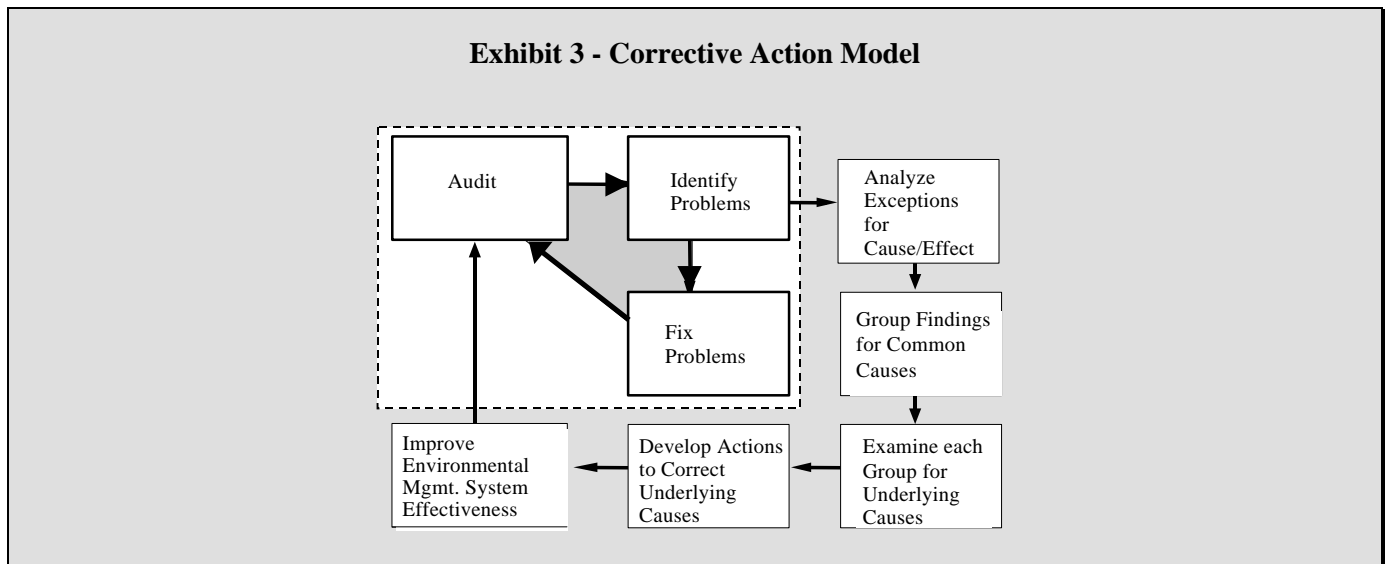 Exhibit 3 - Corrective Action Model
Audit
Identify
Problems
Fix
Problems
Analyze
Exceptions
for
Cause/Effect
Group Findings
for Common
Causes
Examine each
Group for
Underlying
Causes
Develop Actions
to Correct
Underlying
Causes
Improve
Environmental
Mgmt. System
Effectiveness